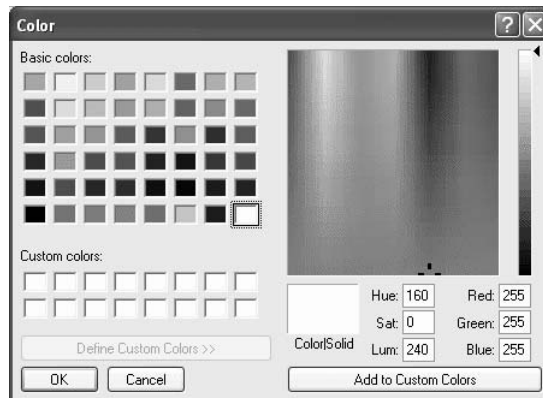 Color
Basic colors:
Custom colors:
Define Custom Colors >>
OK Cancel
Color|Solid
Hue: 160 Red: 255
Sat: 0 Green: 255
Lum: 240 Blue: 255
Add to Custom Colors